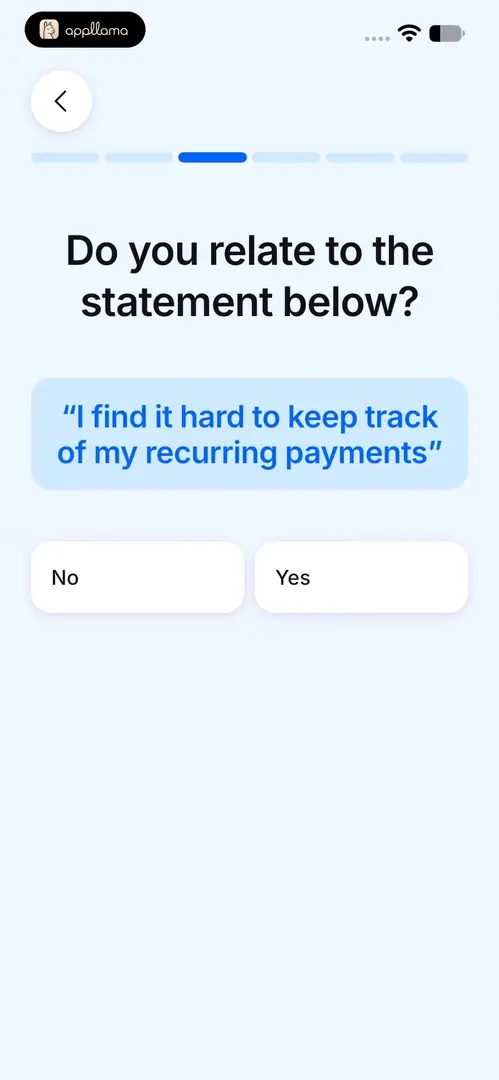 appllama
Do you relate to the
statement below?
“I find it hard to keep track
of my recurring payments”
No
Yes